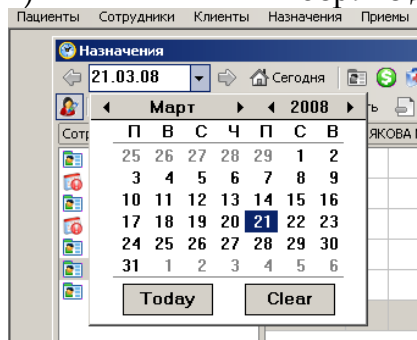 Пациенты Сотрудники Клиенты Назначения Приемы
Назначения
21.03.08 Сегодня
Март 2008
П В С Ч П С В
25 26 27 28 29 1 2
3 4 5 6 7 8 9
10 11 12 13 14 15 16
17 18 19 20 21 22 23
24 25 26 27 28 29 30
31 1 2 3 4 5 6
Today Clear